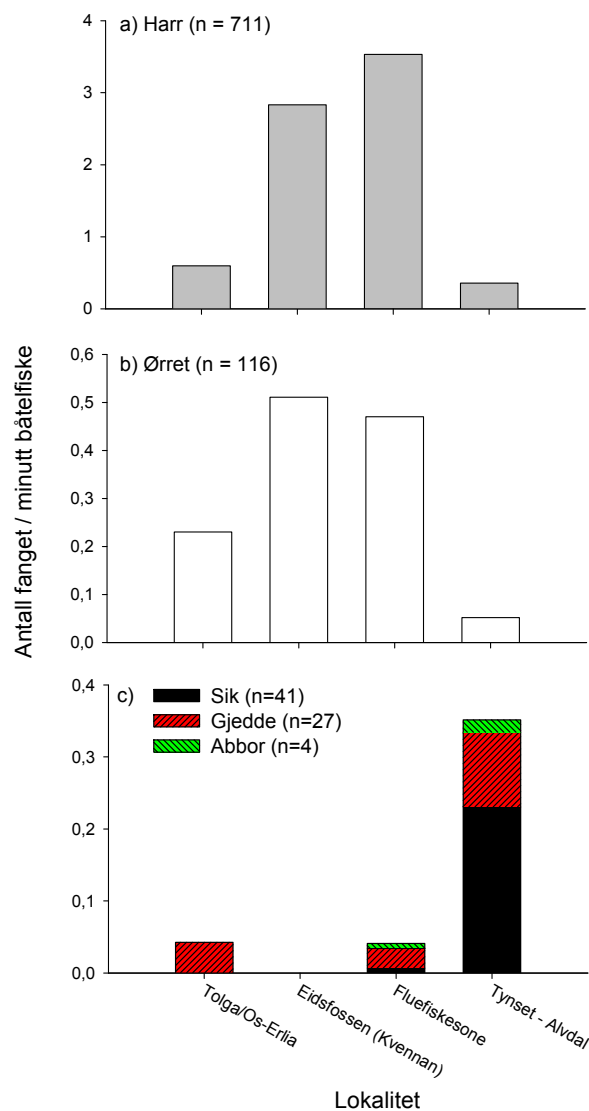 a) Harr (n = 711)
4
3
2
1
0
b) Ørret (n = 116)
0,6
0,5
0,4
0,3
0,2
0,1
0,0
Antall fanget / minutt båtelfiske
c)
Sik (n=41)
Gjedde (n=27)
Abbor (n=4)
0,4
0,3
0,2
0,1
0,0
Tolga/Os-Erlia
Eidsfossen (Kvennan)
Fluefiskesone
Tynset - Alvdal
Lokalitet